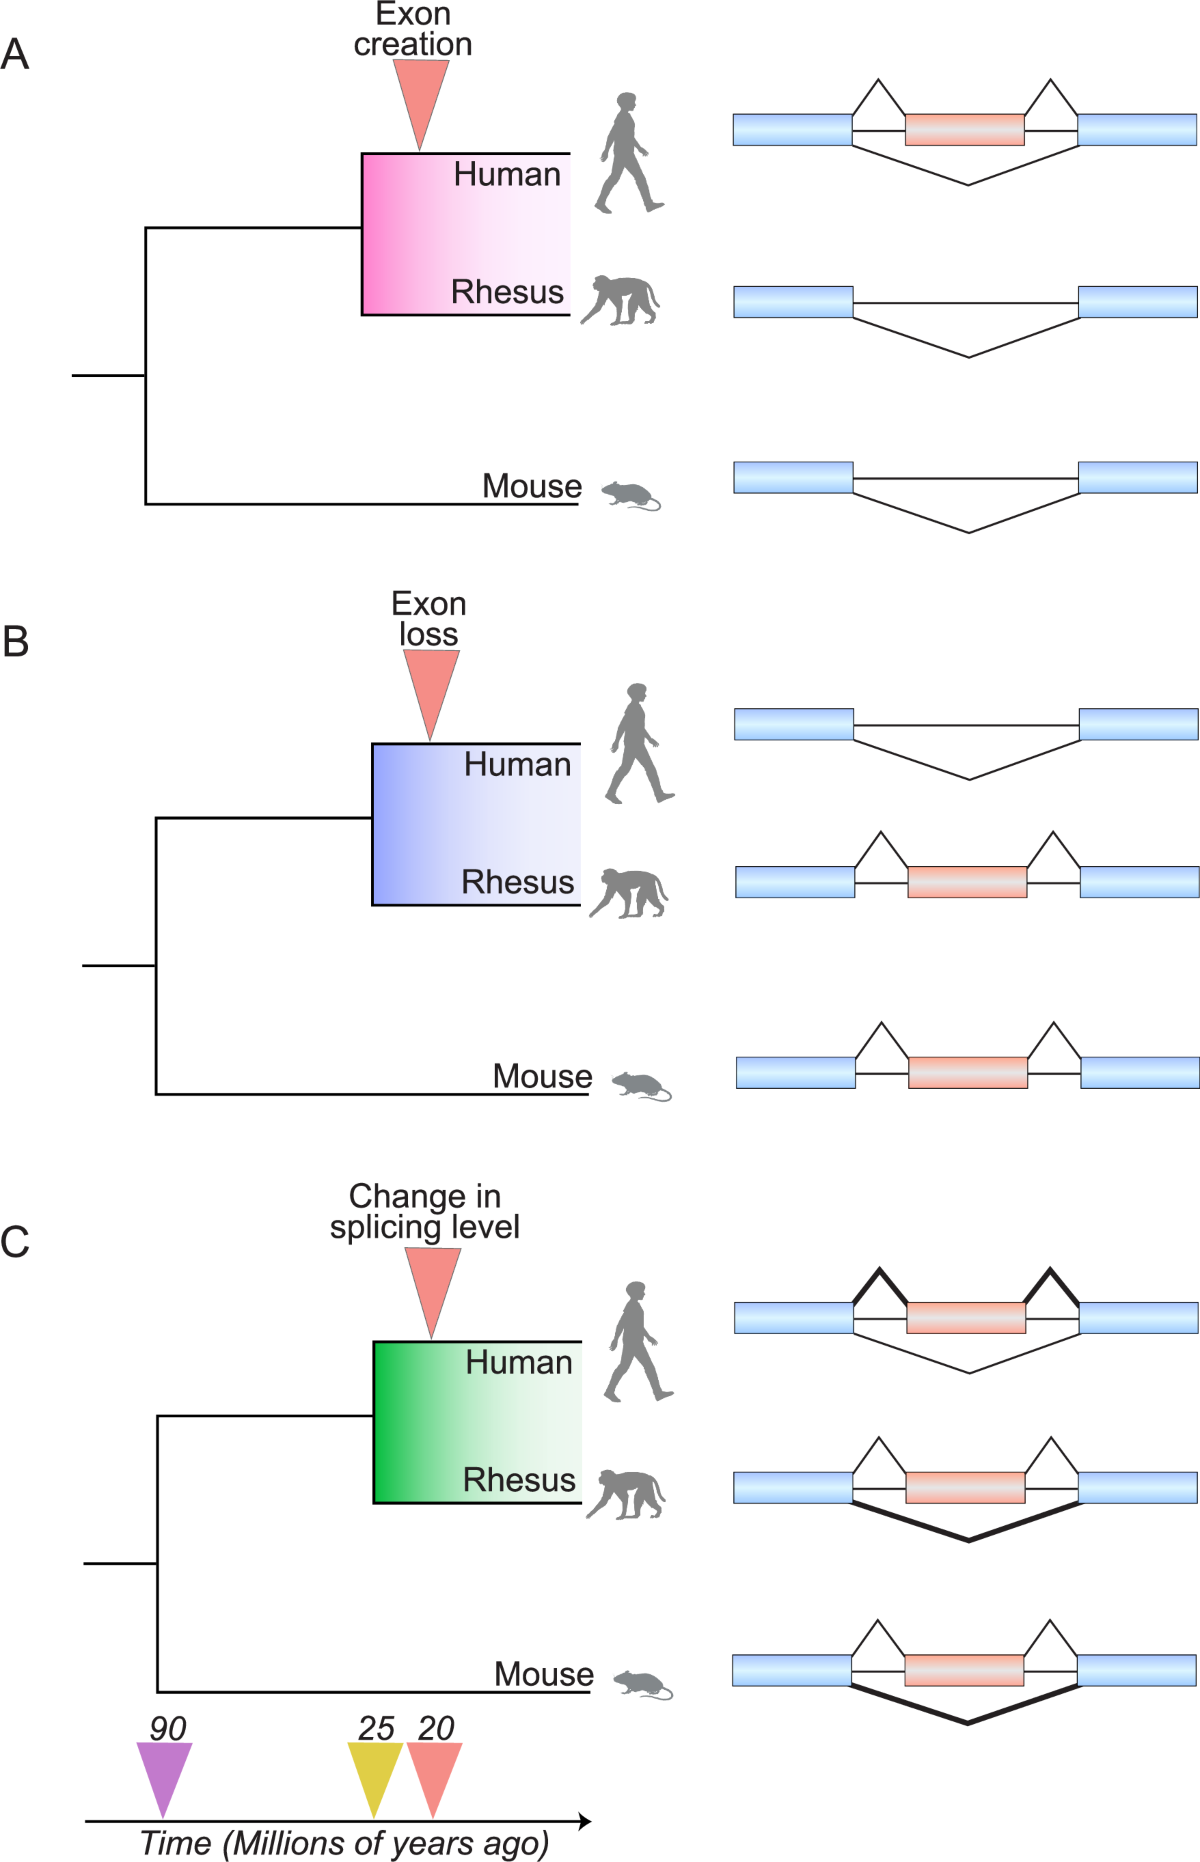 A
Exon
creation
Human
Rhesus
Mouse
B
Exon
loss
Human
Rhesus
Mouse
C
Change in
splicing level
Human
Rhesus
Mouse
90 25 20
Time (Millions of years ago)